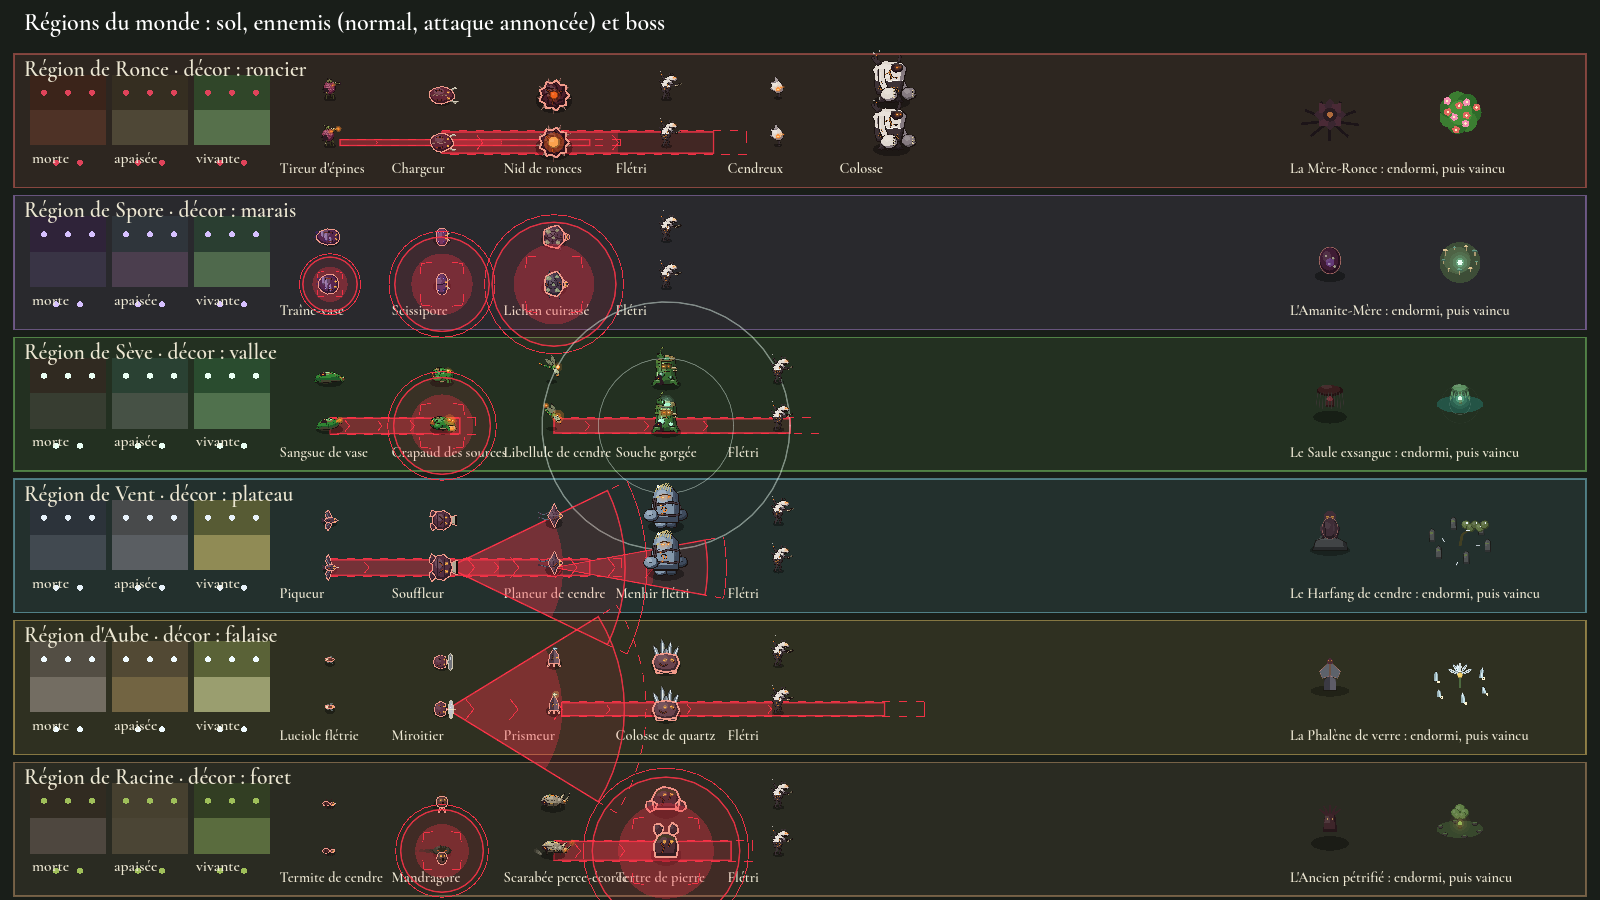 Régions du monde : sol, ennemis (normal, attaque annoncée) et boss
Région de Ronce · décor : roncier
morte apaisée vivante
Tireur d'épines Chargeur Nid de ronces Flétri Cendreux Colosse La Mère-Ronce : endormi, puis vaincu
Région de Spore · décor : marais
morte apaisée vivante
Traîne-vase Scissipore Lichen cuirassé Flétri L'Amanite-Mère : endormi, puis vaincu
Région de Sève · décor : vallee
morte apaisée vivante
Sangsue de vase Crapaud des sources Libellule de cendre Souche gorgée Flétri Le Saule exsangue : endormi, puis vaincu
Région de Vent · décor : plateau
morte apaisée vivante
Piqueur Souffleur Planeur de cendre Menhir flétri Flétri Le Harfang de cendre : endormi, puis vaincu
Région d'Aube · décor : falaise
morte apaisée vivante
Luciole flétrie Miroitier Prismeur Colosse de quartz Flétri La Phalène de verre : endormi, puis vaincu
Région de Racine · décor : foret
morte apaisée vivante
Termite de cendre Mandragore Scarabée perce-écorce Tertre de pierre Flétri L'Ancien pétrifié : endormi, puis vaincu